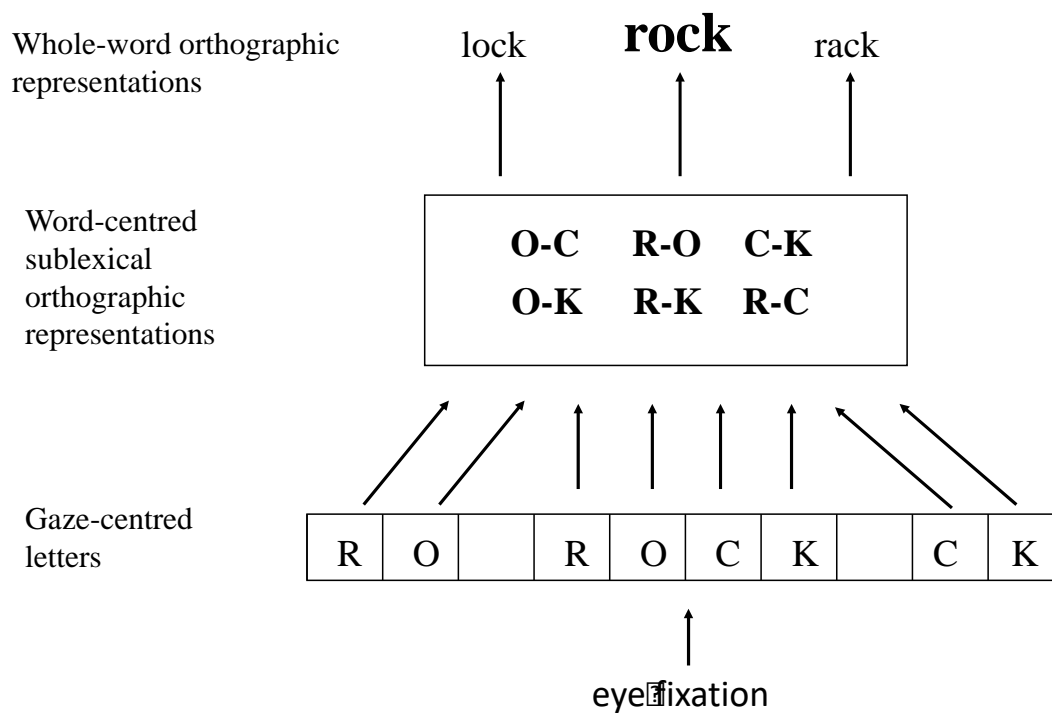 Whole-word orthographic
representations
lock rock rack
Word-centred
sublexical
orthographic
representations
O-C R-O C-K
O-K R-K R-C
Gaze-centred
letters
R O R O C K C K
eye fixation